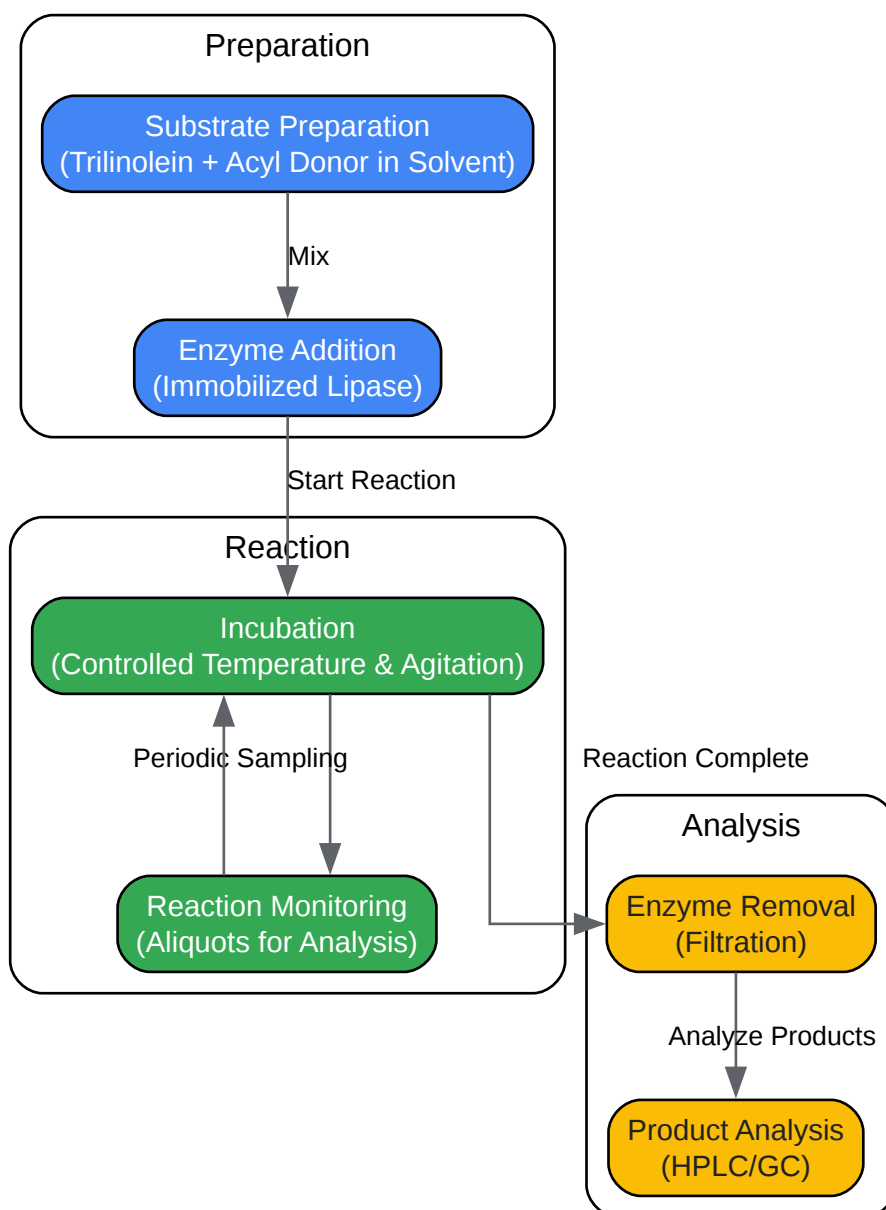 Preparation
Substrate Preparation
(Trilinolein + Acyl Donor in Solvent)
Mix
Enzyme Addition
(Immobilized Lipase)
Start Reaction
Reaction
Incubation
(Controlled Temperature & Agitation)
Periodic Sampling
Reaction Complete
Analysis
Reaction Monitoring
(Aliquots for Analysis)
Enzyme Removal
(Filtration)
Analyze Products
Product Analysis
(HPLC/GC)